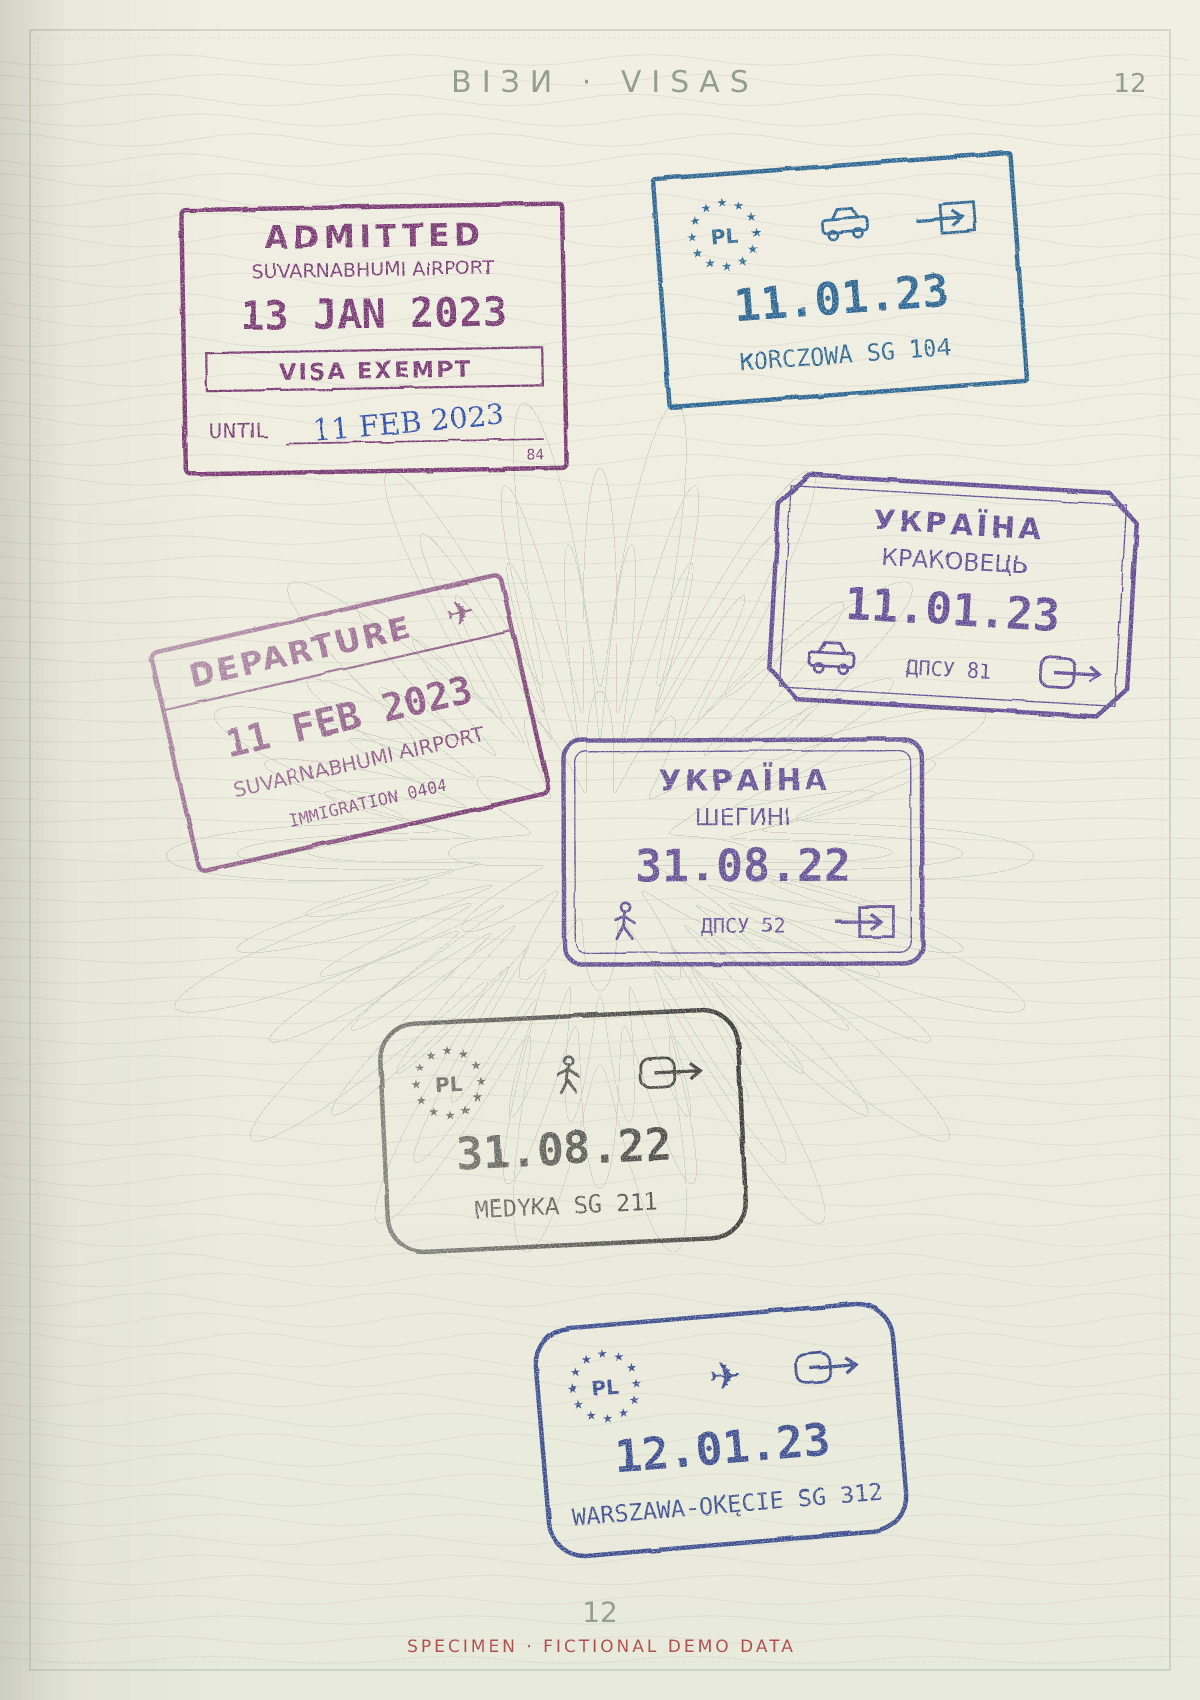 ВІЗИ · VISAS
12
ADMITTED
SUVARNABHUMI AIRPORT
13 JAN 2023
VISA EXEMPT
UNTIL 11 FEB 2023
84
PL
11.01.23
KORCZOWA SG 104
УКРАЇНА
КРАКОВЕЦЬ
11.01.23
ДПСУ 81
DEPARTURE
11 FEB 2023
SUVARNABHUMI AIRPORT
IMMIGRATION 0404
УКРАЇНА
ШЕГИНІ
31.08.22
ДПСУ 52
PL
31.08.22
MEDYKA SG 211
PL
12.01.23
WARSZAWA-OKĘCIE SG 312
12
SPECIMEN · FICTIONAL DEMO DATA